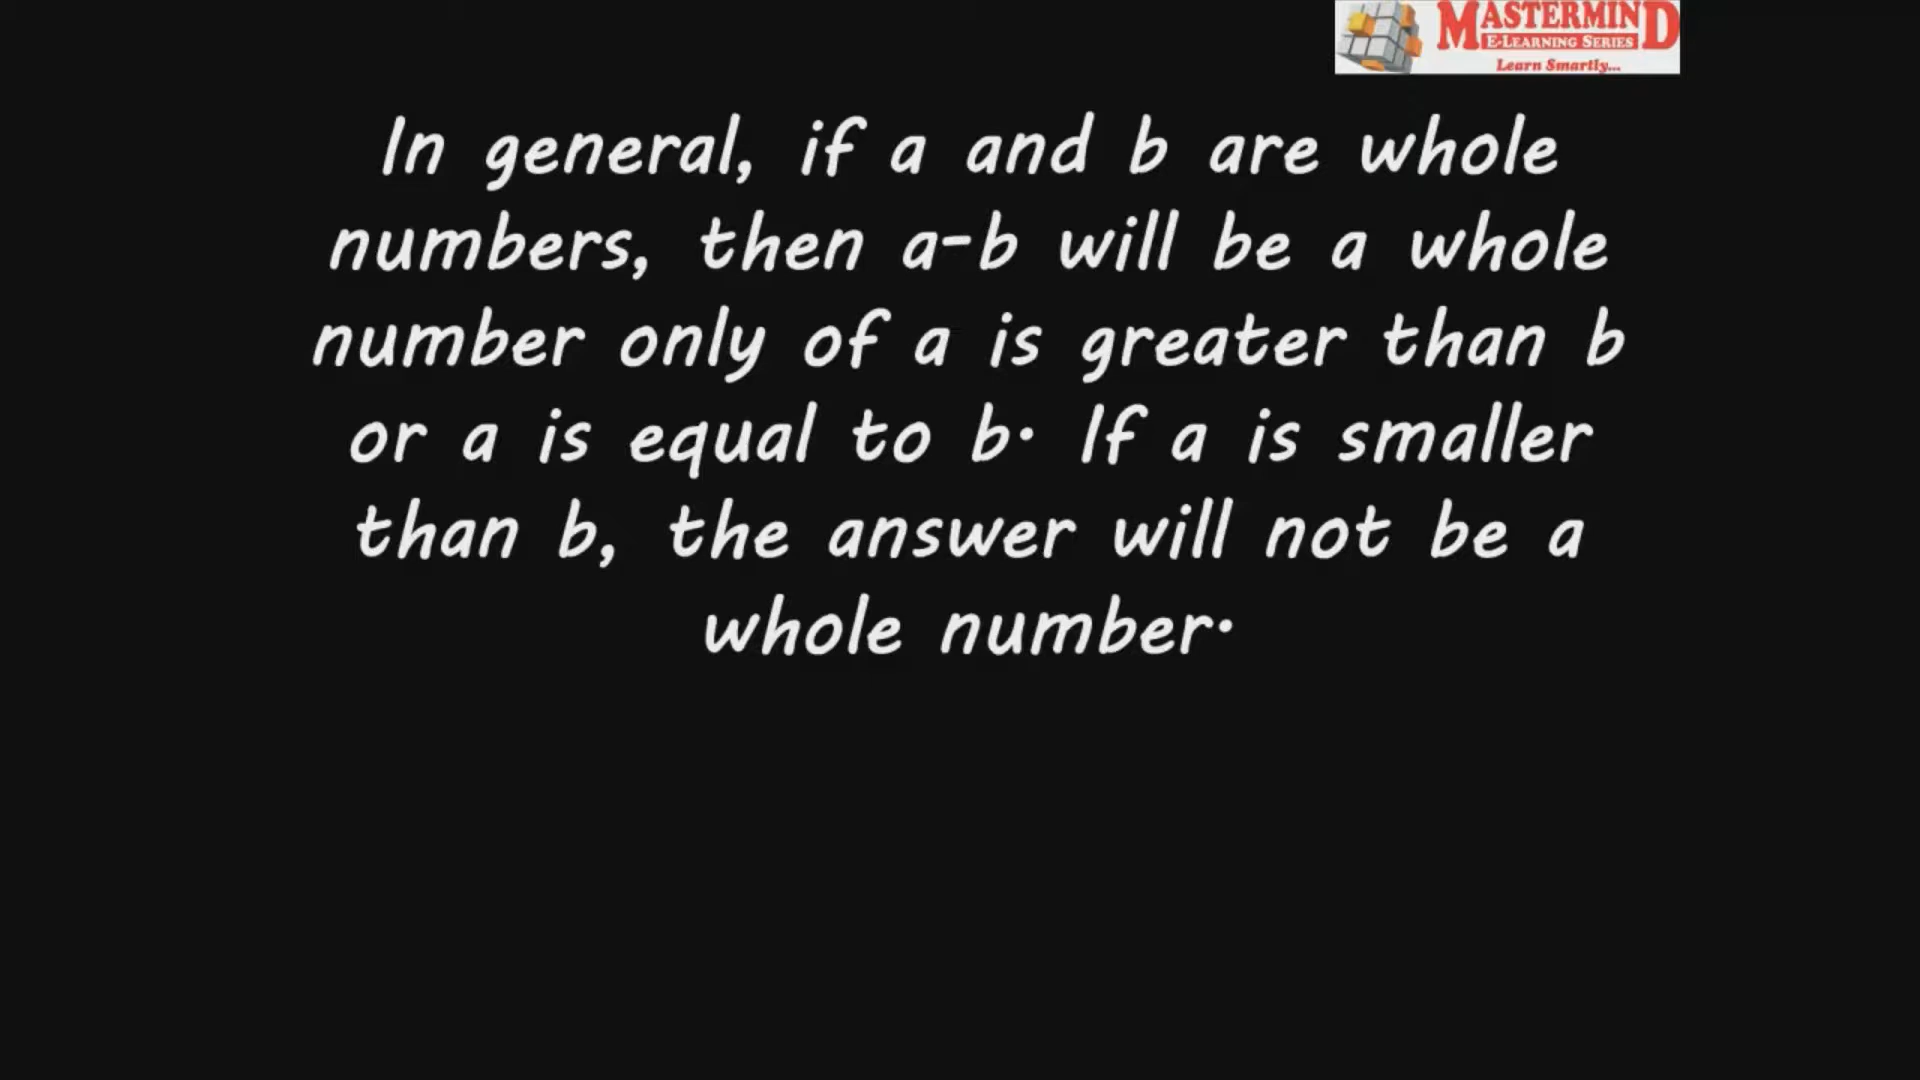 MASTERMIND
E-LEARNING SERIES
Learn Smartly...
In general, if a and b are whole
numbers, then a-b will be a whole
number only of a is greater than b
or a is equal to b. If a is smaller
than b, the answer will not be a
whole number.